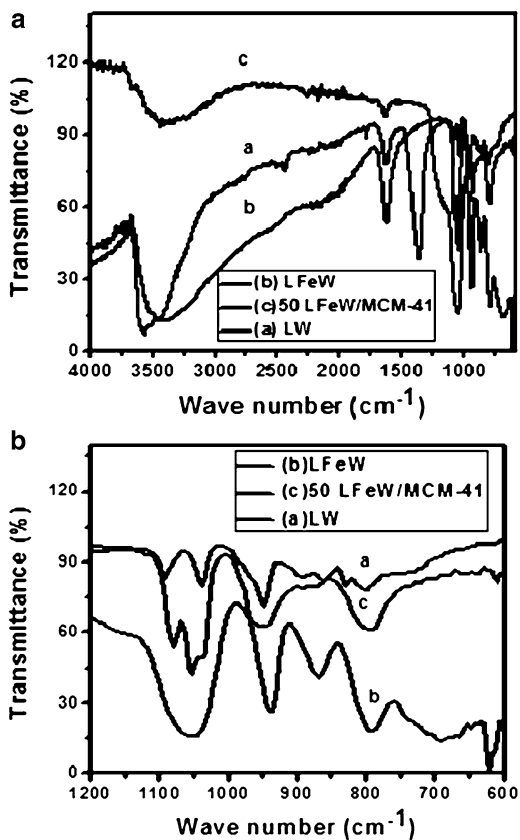 a
120
90
60
30
0
Transmittance (%)
c
a
b
(b) LFeW
(c)50 LFeW/MCM-41
(a) LW
4000 3500 3000 2500 2000 1500 1000
Wave number (cm-1)
b
120
90
60
30
0
Transmittance (%)
(b)LFeW
(c)50 LFeW/MCM-41
(a)LW
a
c
b
1200 1100 1000 900 800 700 600
Wave number (cm-1)